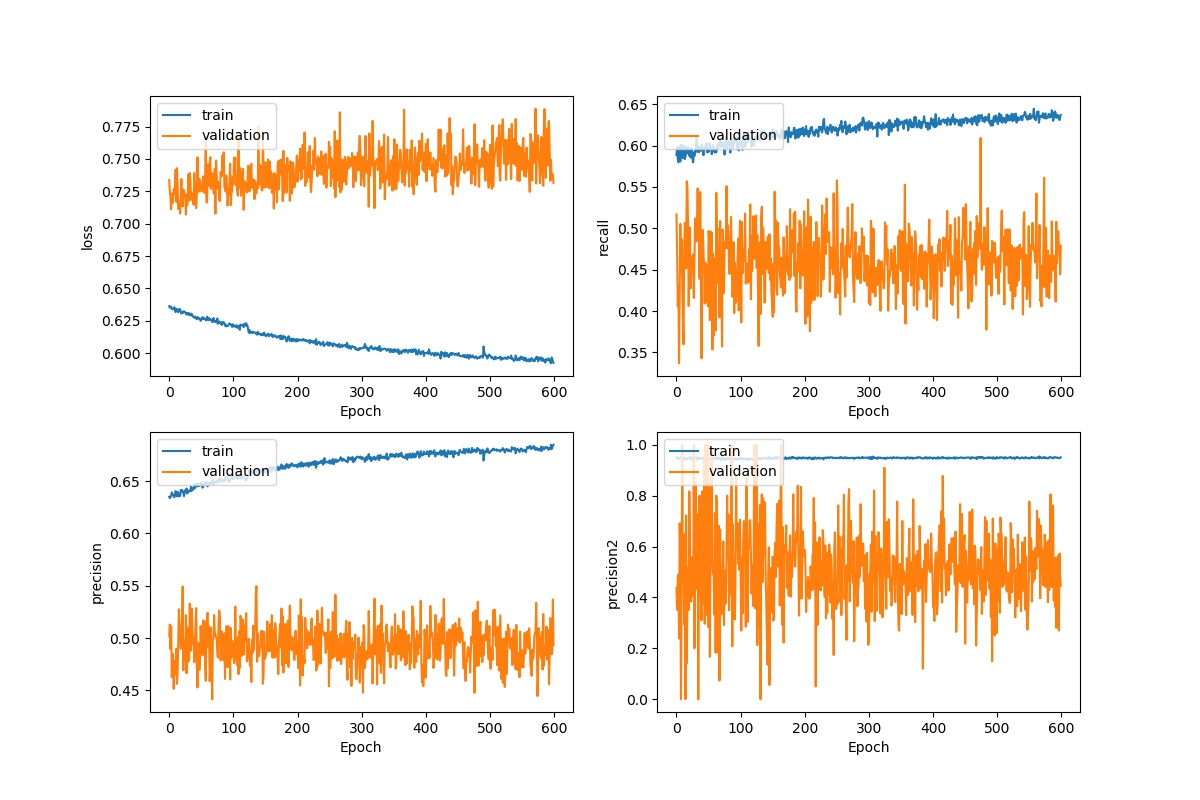 train
validation
0.775
0.750
0.725
0.700
0.675
0.650
0.625
0.600
loss
0 100 200 300 400 500 600
Epoch
train
validation
0.65
0.60
0.55
0.50
0.45
0.40
0.35
recall
0 100 200 300 400 500 600
Epoch
train
validation
0.65
0.60
0.55
0.50
0.45
precision
0 100 200 300 400 500 600
Epoch
train
validation
1.0
0.8
0.6
0.4
0.2
0.0
precision2
0 100 200 300 400 500 600
Epoch